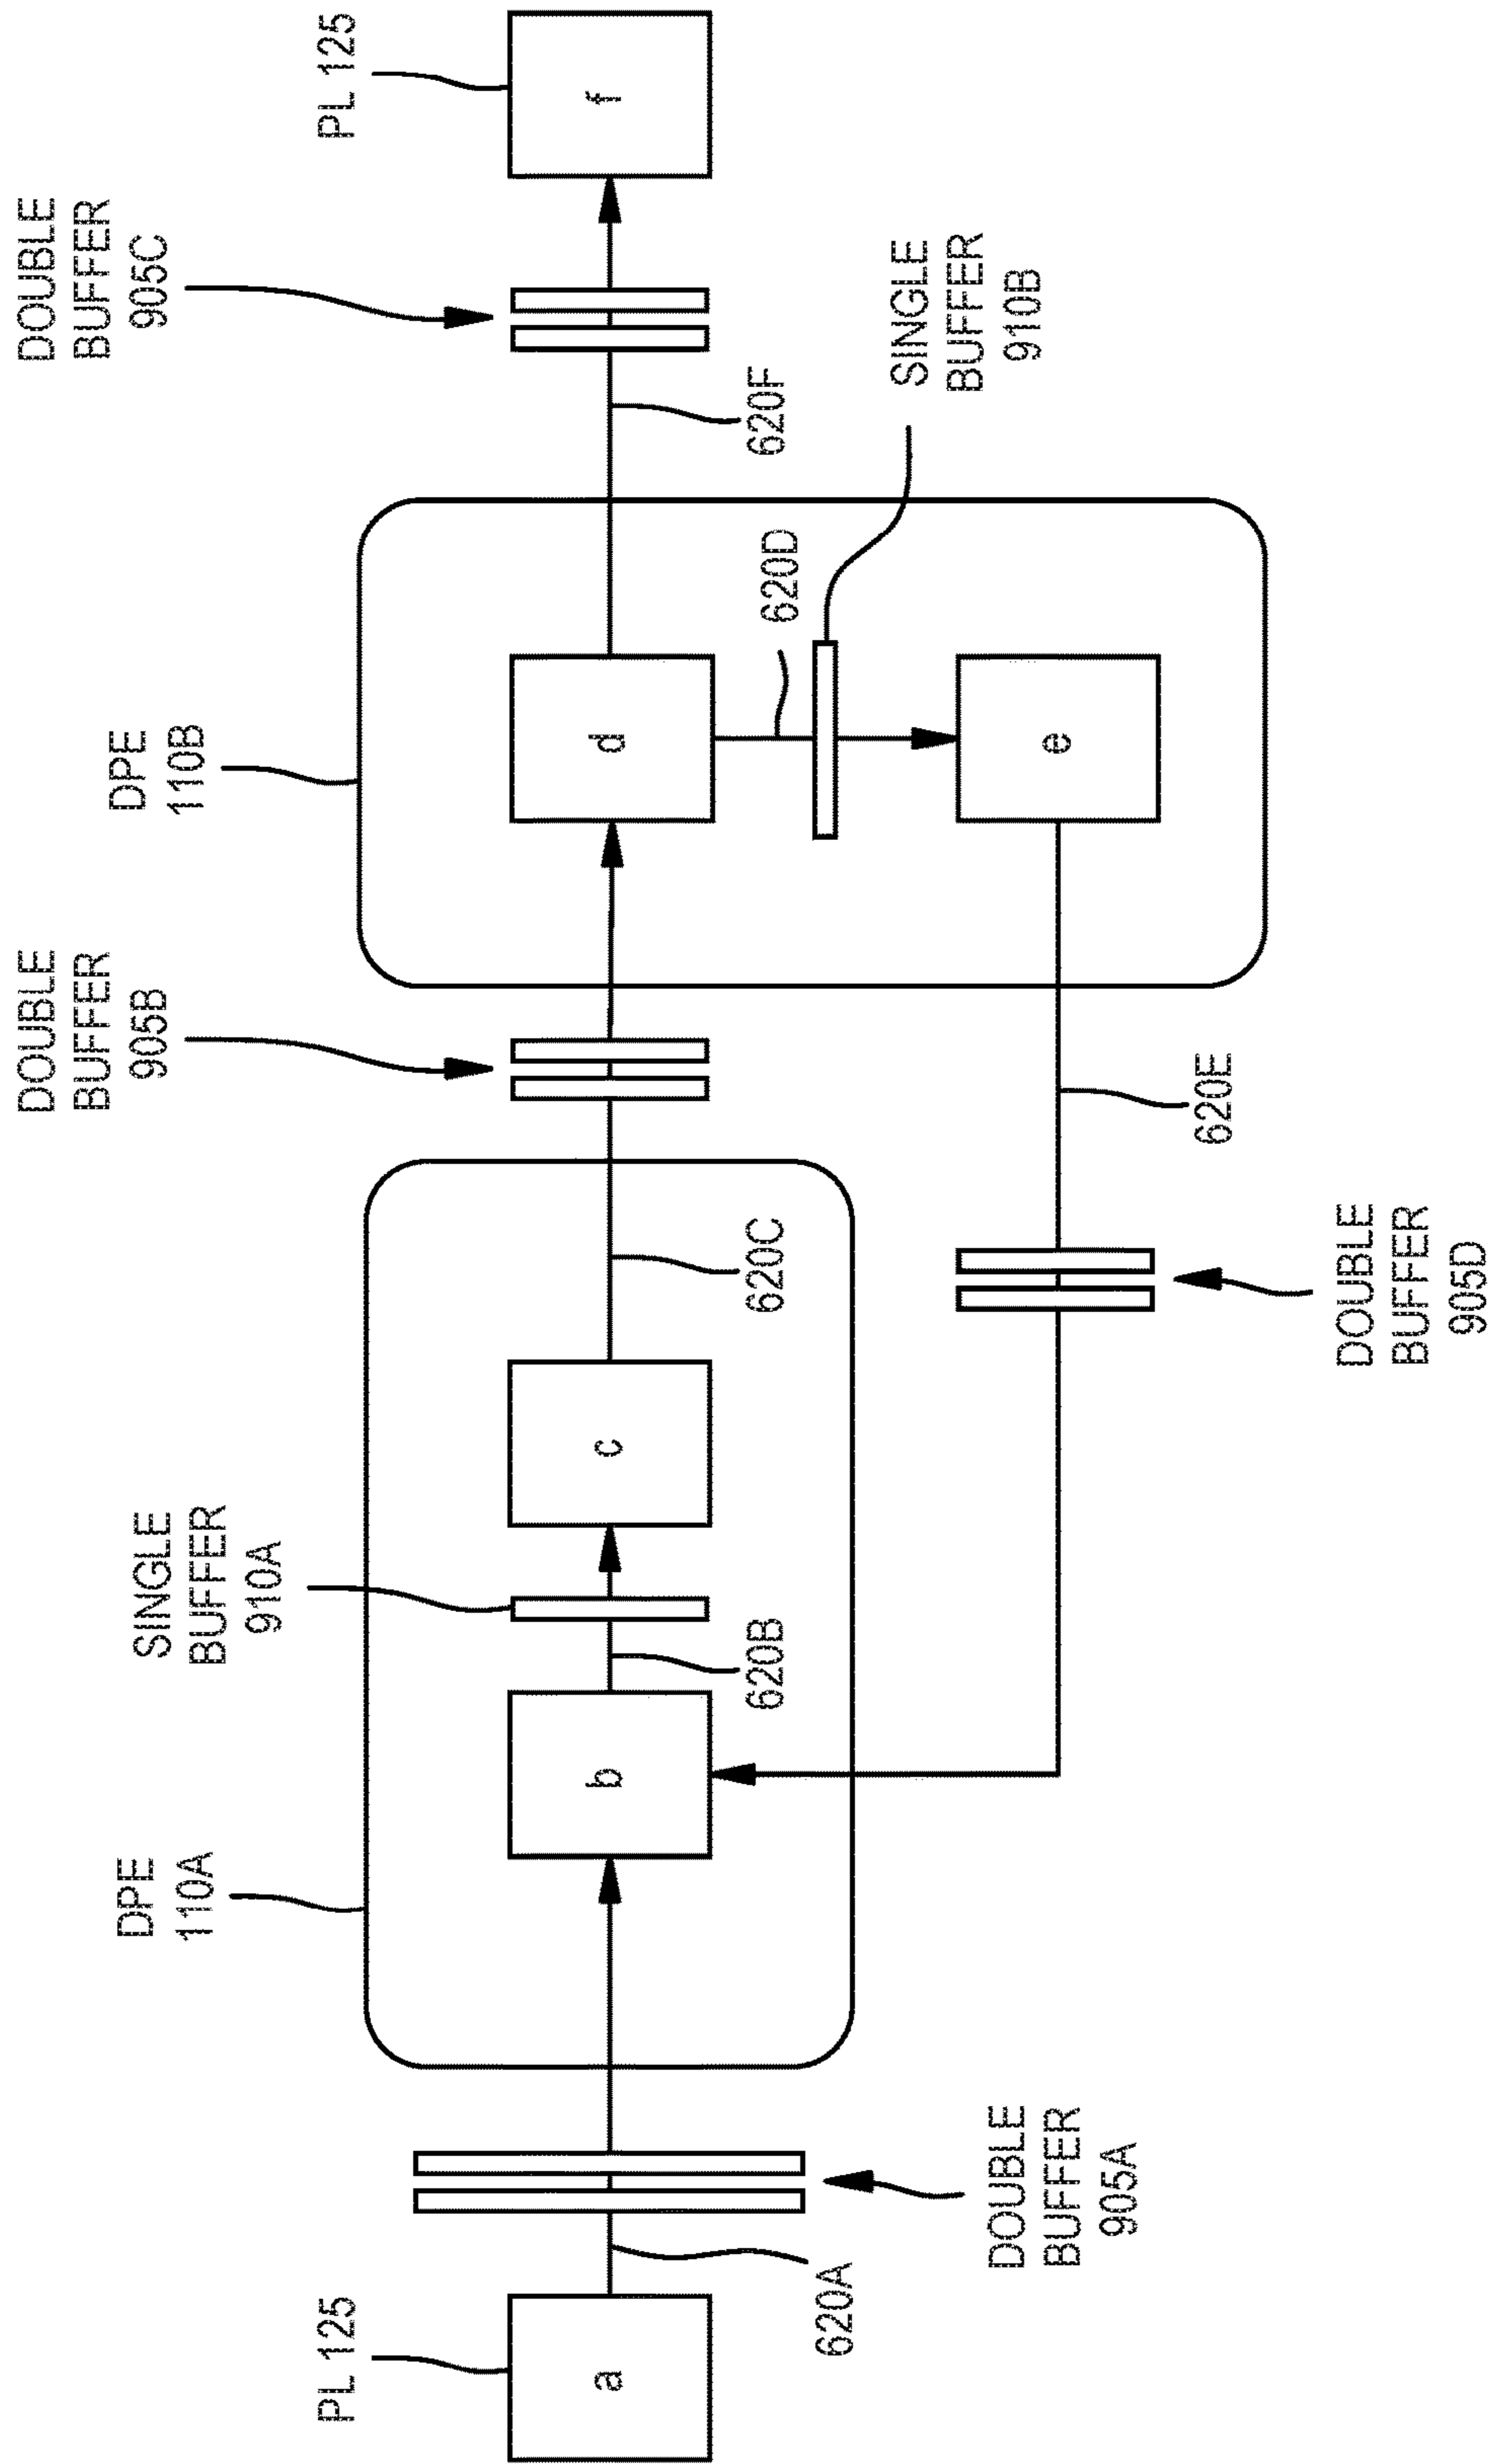 DOUBLE
BUFFER
905B
DOUBLE
BUFFER
905C
SINGLE
BUFFER
910A
DPE
110A
DPE
110B
PL 125
PL 125
a
b
c
d
f
620A
620B
620C
620D
620F
SINGLE
BUFFER
910B
e
DOUBLE
BUFFER
905A
620E
DOUBLE
BUFFER
905D